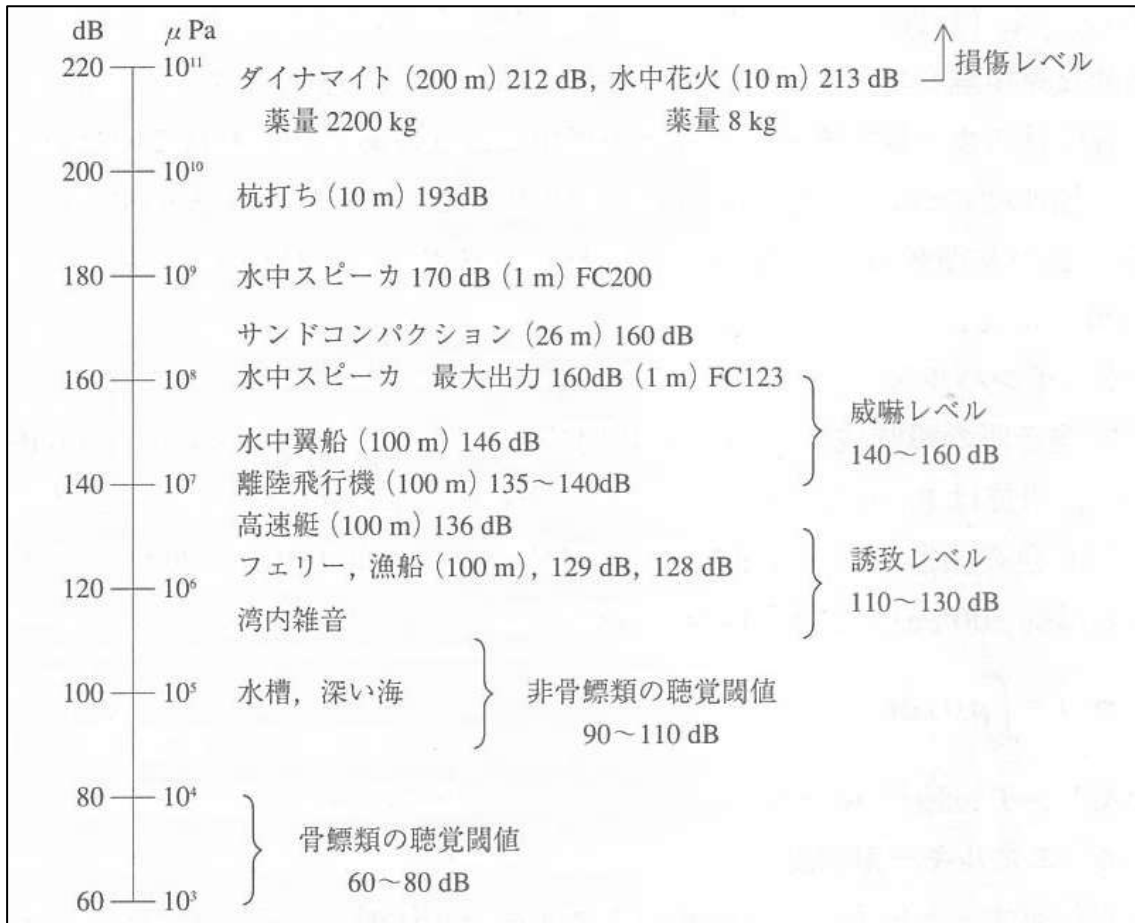 dB μ Pa
220 10¹¹ ダイナマイト (200 m) 212 dB, 水中花火 (10 m) 213 dB 損傷レベル
薬量 2200 kg 薬量 8 kg
200 10¹⁰
杭打ち (10 m) 193dB
180 10⁹ 水中スピーカ 170 dB (1 m) FC200
サンドコンパクション (26 m) 160 dB
160 10⁸ 水中スピーカ 最大出力 160dB (1 m) FC123
威嚇レベル
水中翼船 (100 m) 146 dB
140～160 dB
140 10⁷ 離陸飛行機 (100 m) 135～140dB
高速艇 (100 m) 136 dB
フェリー, 漁船 (100 m), 129 dB, 128 dB 誘致レベル
120 10⁶ 110～130 dB
湾内雑音
100 10⁵ 水槽, 深い海 非骨鰾類の聴覚閾値
90～110 dB
80 10⁴
骨鰾類の聴覚閾値
60～80 dB
60 10³